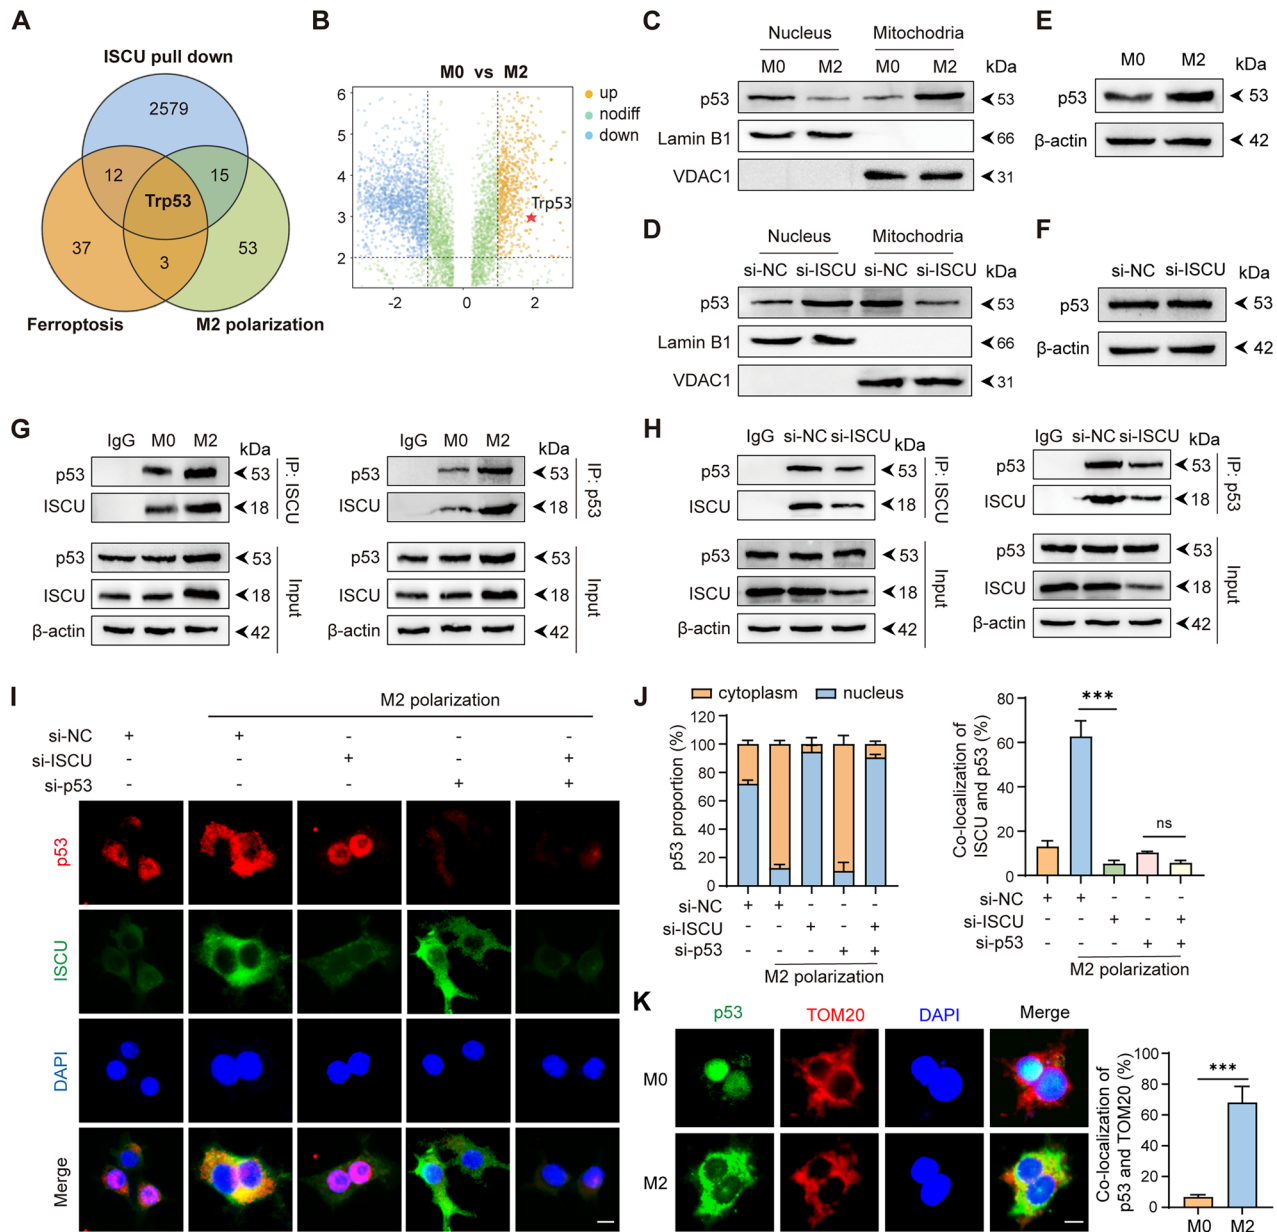 A
ISCU pull down
2579
12
15
Trp53
37
3
53
Ferroptosis
M2 polarization
B
M0 vs M2
up
nodiff
down
6
5
4
3
2
Trp53
-2 0 2
C
Nucleus Mitochodria
M0 M2 M0 M2 kDa
p53 53
Lamin B1 66
VDAC1 31
D
Nucleus Mitochodria
si-NC si-ISCU si-NC si-ISCU kDa
p53 53
Lamin B1 66
VDAC1 31
E
M0 M2 kDa
p53 53
β-actin 42
F
si-NC si-ISCU kDa
p53 53
β-actin 42
G
IgG M0 M2 kDa
p53 53
ISCU 18
IP: ISCU
p53 53
ISCU 18
β-actin 42
Input
IgG M0 M2 kDa
p53 53
ISCU 18
IP: p53
p53 53
ISCU 18
β-actin 42
Input
H
IgG si-NC si-ISCU kDa
p53 53
ISCU 18
IP: ISCU
p53 53
ISCU 18
β-actin 42
Input
IgG si-NC si-ISCU kDa
p53 53
ISCU 18
IP: p53
p53 53
ISCU 18
β-actin 42
Input
I
M2 polarization
si-NC + + - - -
si-ISCU - - + - +
si-p53 - - - + +
p53
ISCU
DAPI
Merge
J
cytoplasm nucleus
p53 proportion (%)
120
100
80
60
40
20
0
si-NC + + - - -
si-ISCU - - + - +
si-p53 - - - + +
M2 polarization
Co-localization of
ISCU and p53 (%)
80
60
40
20
0
***
ns
si-NC + + - - -
si-ISCU - - + - +
si-p53 - - - + +
M2 polarization
K
p53 TOM20 DAPI Merge
M0
M2
Co-localization of
p53 and TOM20 (%)
100
80
60
40
20
0
***
M0 M2